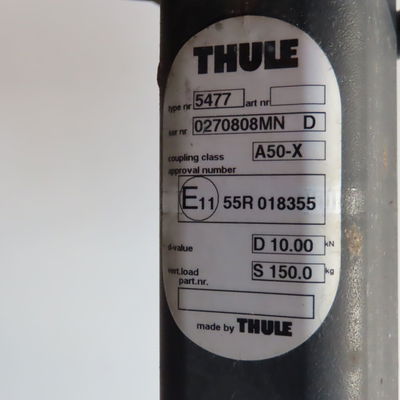 THULE
type nr 5477 art nr
ser nr 0270808MN D
coupling class A50-X
approval number
E11 55R 018355
d-value D 10.00 kN
vert.load S 150.0 kg
part.nr.
made by THULE